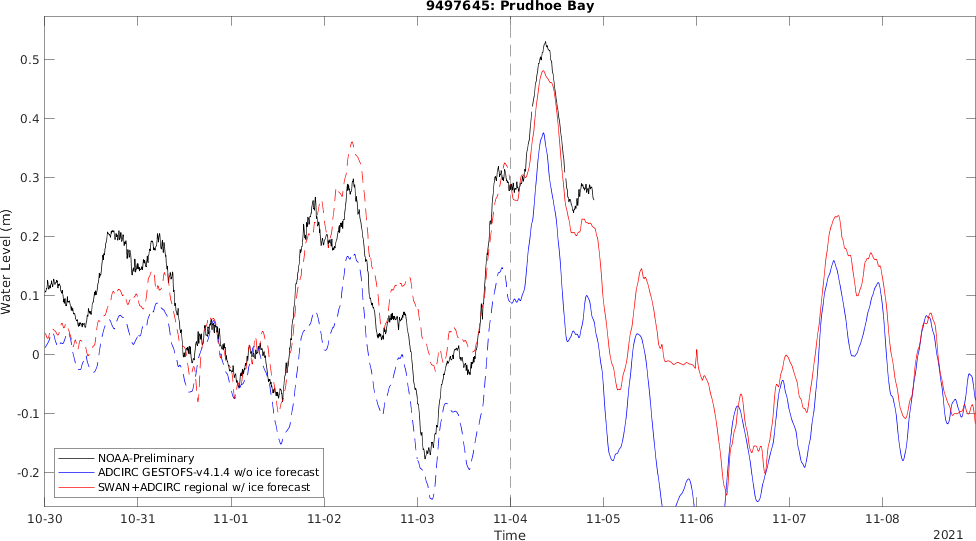 9497645: Prudhoe Bay
Water Level (m)
0.5
0.4
0.3
0.2
0.1
0
-0.1
-0.2
NOAA-Preliminary
ADCIRC GESTOFS-v4.1.4 w/o ice forecast
SWAN+ADCIRC regional w/ ice forecast
10-30 10-31 11-01 11-02 11-03 11-04 11-05 11-06 11-07 11-08
Time
2021